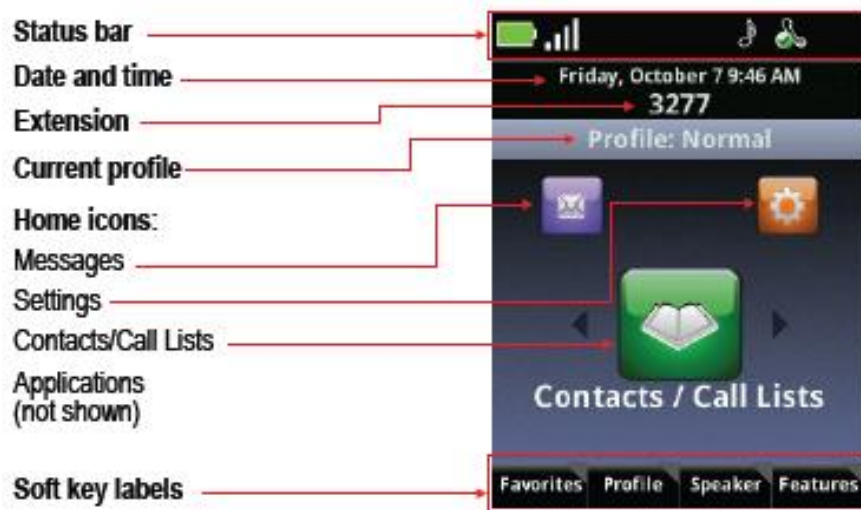 Status bar
Date and time
Extension
Current profile
Home icons:
Messages
Settings
Contacts/Call Lists
Applications
(not shown)
Soft key labels
Friday, October 7 9:46 AM
3277
Profile: Normal
Contacts / Call Lists
Favorites Profile Speaker Features